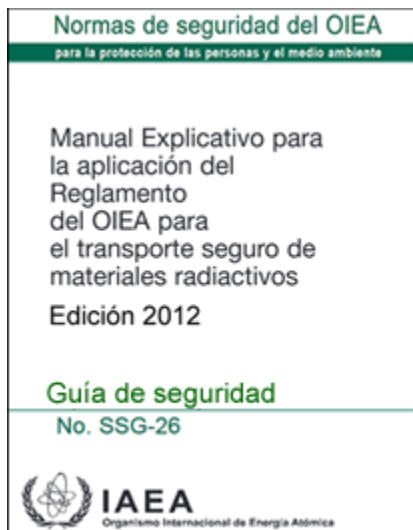 Normas de seguridad del OIEA
para la protección de las personas y el medio ambiente
Manual Explicativo para
la aplicación del
Reglamento
del OIEA para
el transporte seguro de
materiales radiactivos
Edición 2012
Guía de seguridad
No. SSG-26
IAEA
Organismo Internacional de Energía Atómica